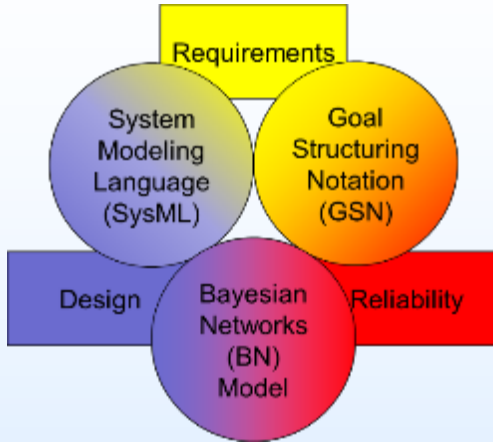 Requirements
System
Modeling
Language
(SysML)
Goal
Structuring
Notation
(GSN)
Design
Bayesian
Networks
(BN)
Model
Reliability